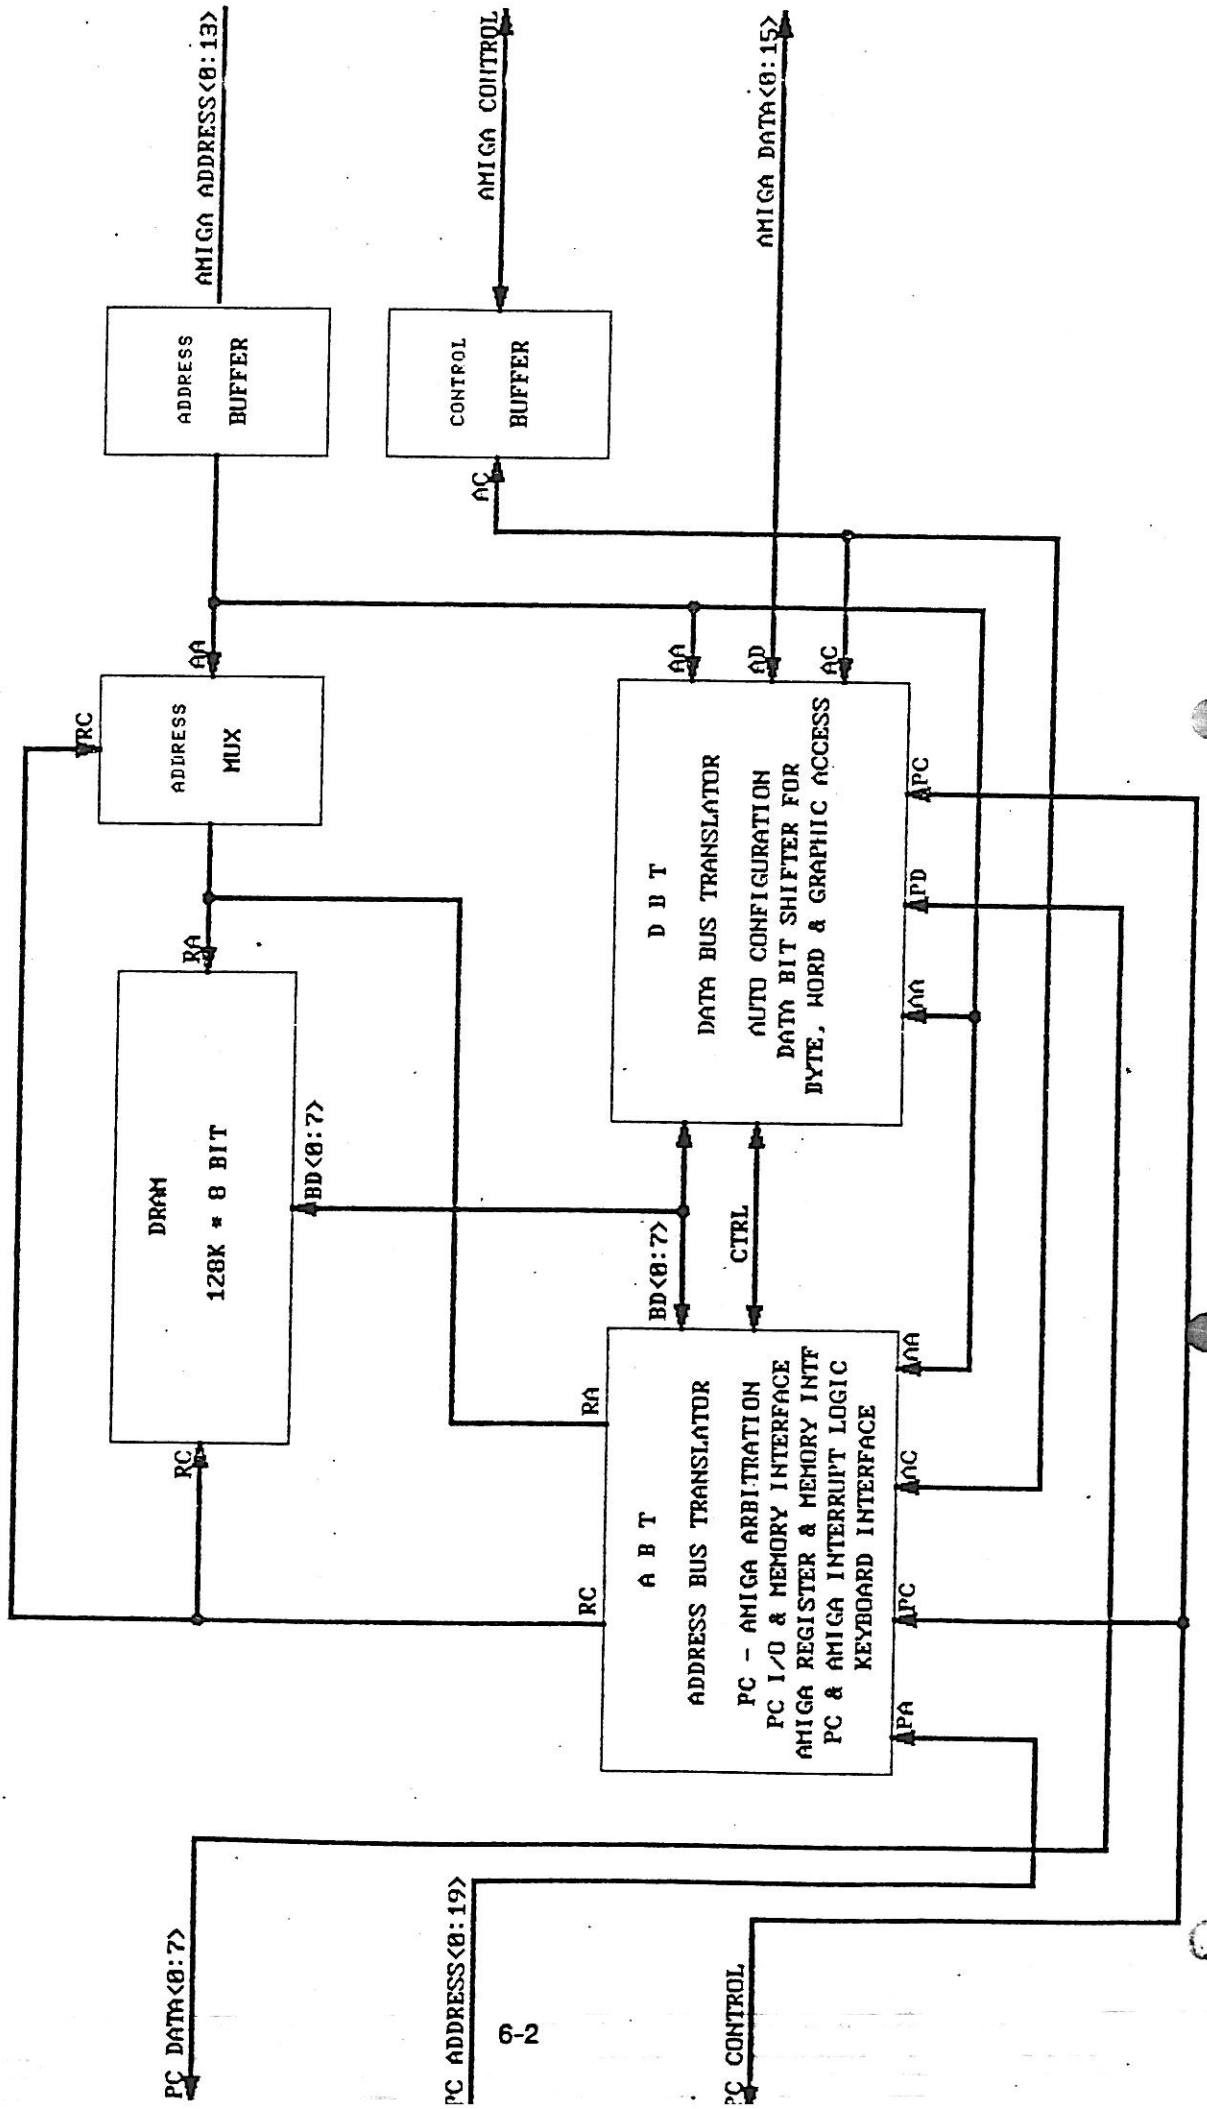 PC DATA<0:7>
PC ADDRESS<0:19>
PC CONTROL
6-2
RC
DRAM
128K * 8 BIT
RC
RA
BD<0:7>
ADDRESS
MUX
RC
AA
ADDRESS
BUFFER
AMIGA ADDRESS<0:13>
CONTROL
BUFFER
AC
AMIGA CONTROL
AMIGA DATA<0:15>
A B T
ADDRESS BUS TRANSLATOR
PC - AMIGA ARBITRATION
PC I/O & MEMORY INTERFACE
AMIGA REGISTER & MEMORY INTF
PC & AMIGA INTERRUPT LOGIC
KEYBOARD INTERFACE
RA
BD<0:7>
CTRL
PA
PC
AC
AA
D B T
DATA BUS TRANSLATOR
AUTO CONFIGURATION
DATA BIT SHIFTER FOR
BYTE, WORD & GRAPHIC ACCESS
AA
AD
AC
AA
PD
PC